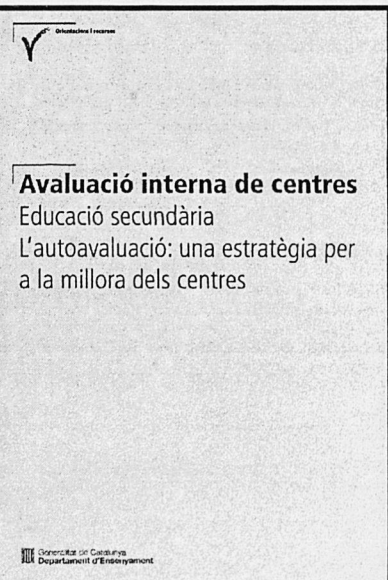 Orientacions i recursos
Avaluació interna de centres
Educació secundària
L'autoavaluació: una estratègia per
a la millora dels centres
Generalitat de Catalunya
Departament d'Ensenyament